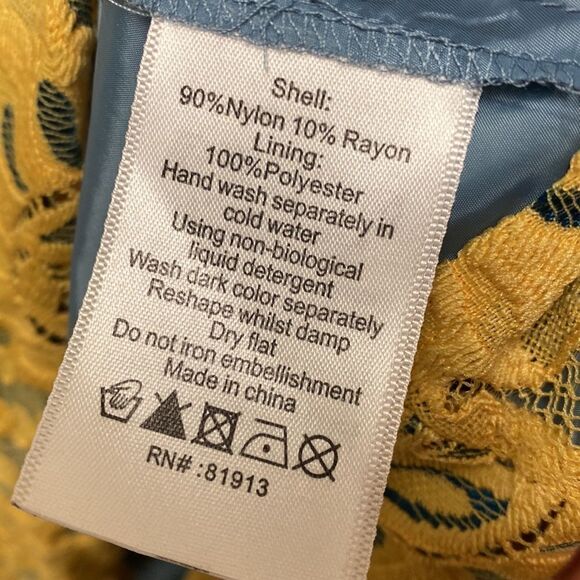 Shell:
90%Nylon 10% Rayon
Lining:
100%Polyester
Hand wash separately in
cold water
Using non-biological
liquid detergent
Wash dark color separately
Reshape whilst damp
Dry flat
Do not iron embellishment
Made in china
RN# :81913